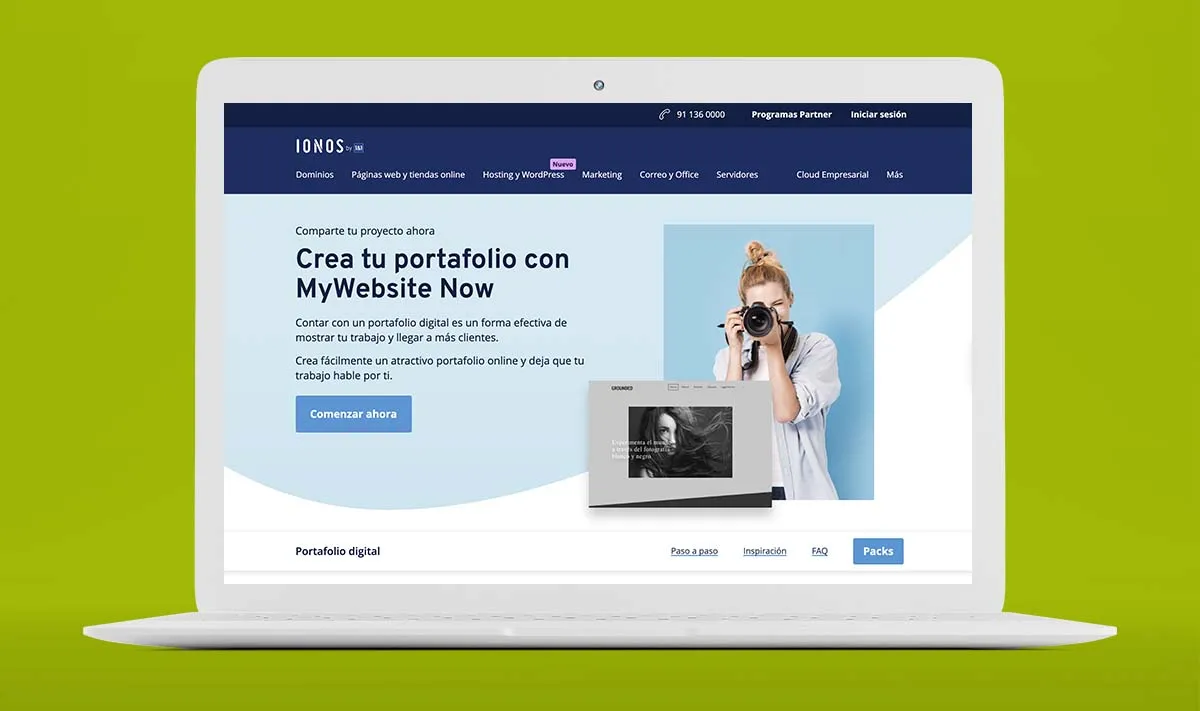 91 136 0000 Programas Partner Iniciar sesión
IONOS by 1&1
Nuevo
Dominios Páginas web y tiendas online Hosting y WordPress Marketing Correo y Office Servidores Cloud Empresarial Más
Comparte tu proyecto ahora
Crea tu portafolio con
MyWebsite Now
Contar con un portafolio digital es un forma efectiva de
mostrar tu trabajo y llegar a más clientes.
Crea fácilmente un atractivo portafolio online y deja que tu
trabajo hable por ti.
Comenzar ahora
GROUNDED
Experimenta el mundo
a través del fotografía
blanco y negro
Portafolio digital Paso a paso Inspiración FAQ Packs